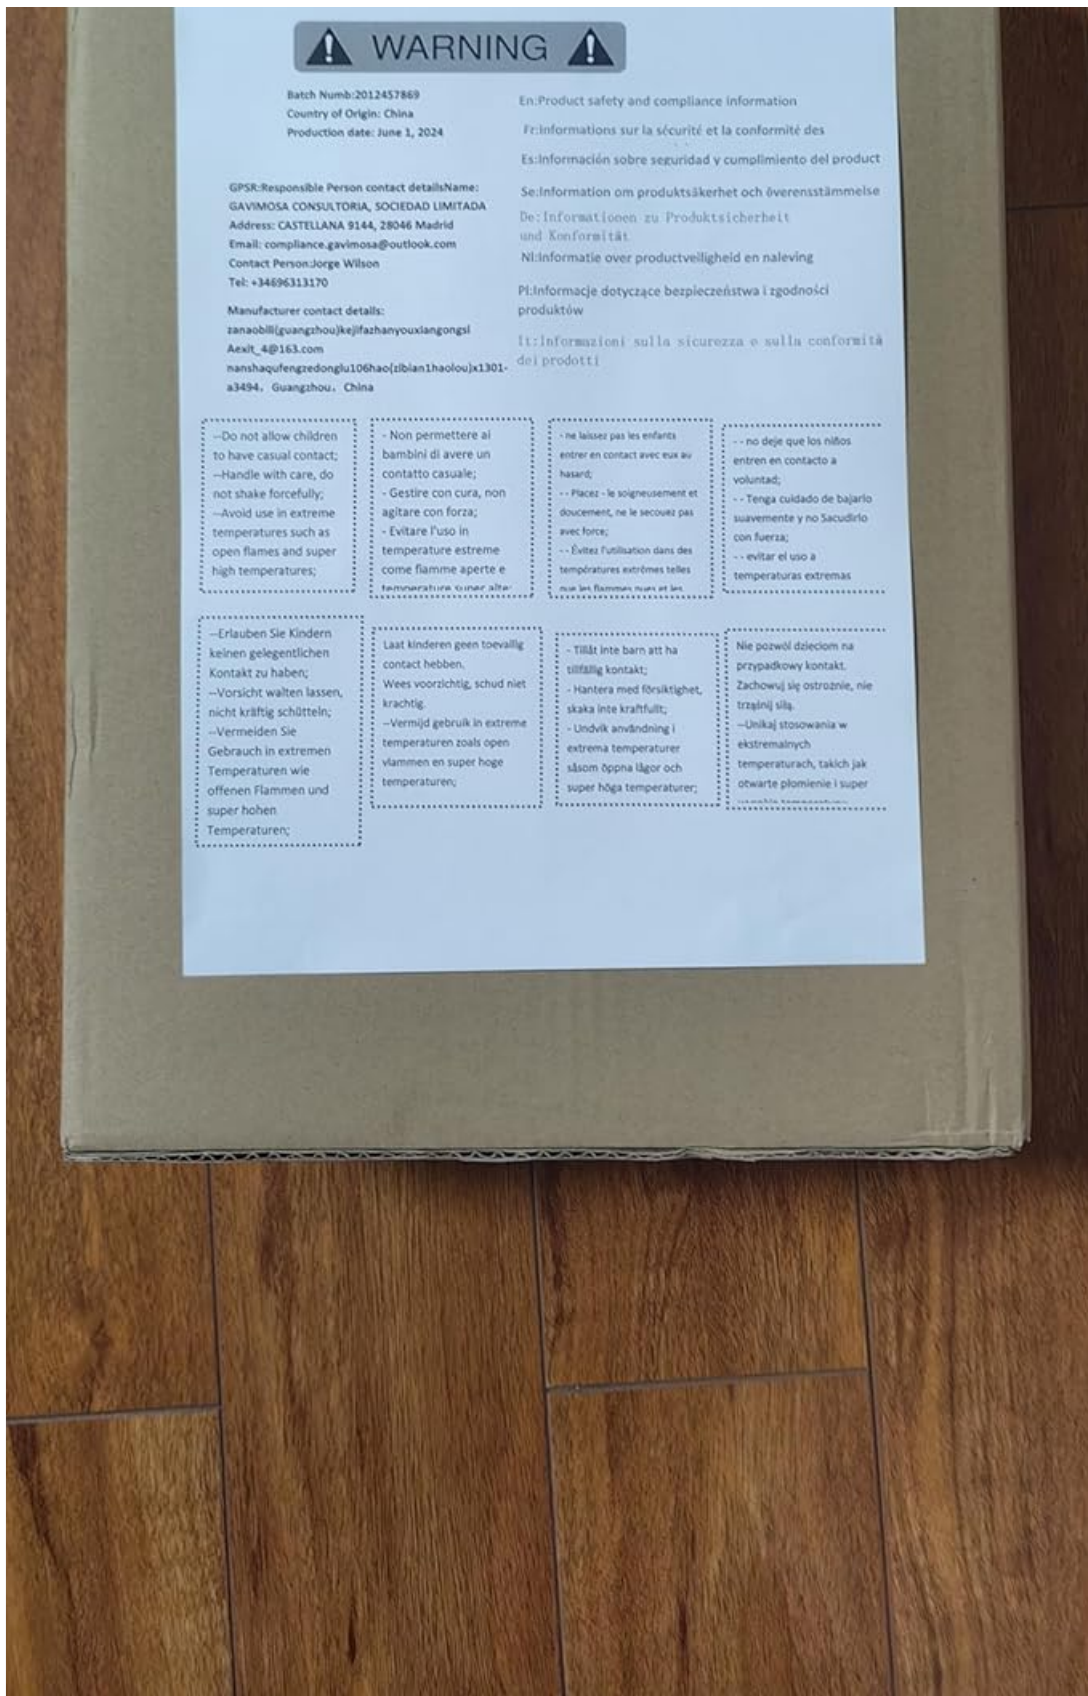 WARNING
Batch Numb:2012457869
Country of Origin: China
Production date: June 1, 2024
GPSR:Responsible Person contact detailsName:
GAVIMOSA CONSULTORIA, SOCIEDAD LIMITADA
Address: CASTELLANA 9144, 28046 Madrid
Email: compliance.gavimosa@outlook.com
Contact Person:Jorge Wilson
Tel: +34696313170
Manufacturer contact details:
zanaobili(guangzhou)kejifazhanyouxiangongsi
Aexit_4@163.com
nanshaqufengzedonglu106hao(zibian1haolou)x1301-
a3494, Guangzhou, China
En:Product safety and compliance information
Fr:Informations sur la sécurité et la conformité des
Es:Información sobre seguridad y cumplimiento del product
Se:Information om produktsäkerhet och överensstämmelse
De:Informationen zu Produktsicherheit
und Konformität
Nl:Informatie over productveiligheid en naleving
Pl:Informacje dotyczące bezpieczeństwa i zgodności
produktów
It:Informazioni sulla sicurezza e sulla conformità
dei prodotti
--Do not allow children
to have casual contact;
--Handle with care, do
not shake forcefully;
--Avoid use in extreme
temperatures such as
open flames and super
high temperatures;
- Non permettere ai
bambini di avere un
contatto casuale;
- Gestire con cura, non
agitare con forza;
- Evitare l'uso in
temperature estreme
come fiamme aperte e
temperature super alte;
- ne laissez pas les enfants
entrer en contact avec eux au
hasard;
- - Placez - le soigneusement et
doucement, ne le secouez pas
avec force;
- - Évitez l'utilisation dans des
températures extrêmes telles
que les flammes nues et les
- - no deje que los niños
entren en contacto a
voluntad;
- - Tenga cuidado de bajarlo
suavemente y no Sacudirlo
con fuerza;
- - evitar el uso a
temperaturas extremas
--Erlauben Sie Kindern
keinen gelegentlichen
Kontakt zu haben;
--Vorsicht walten lassen,
nicht kräftig schütteln;
--Vermeiden Sie
Gebrauch in extremen
Temperaturen wie
offenen Flammen und
super hohen
Temperaturen;
Laat kinderen geen toevallig
contact hebben.
Wees voorzichtig, schud niet
krachtig.
--Vermijd gebruik in extreme
temperaturen zoals open
vlammen en super hoge
temperaturen;
- Tillåt inte barn att ha
tillfällig kontakt;
- Hantera med försiktighet,
skaka inte kraftfullt;
- Undvik användning i
extrema temperaturer
såsom öppna lågor och
super höga temperaturer;
Nie pozwól dzieciom na
przypadkowy kontakt.
Zachowuj się ostrożnie, nie
trząśnij siłą.
--Unikaj stosowania w
ekstremalnych
temperaturach, takich jak
otwarte płomienie i super